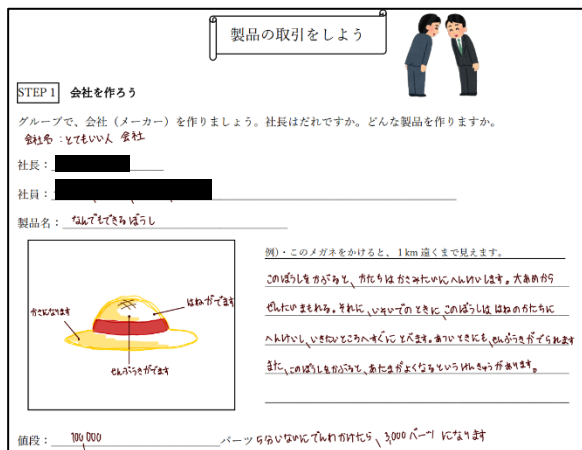 製品の取引をしよう
STEP 1 会社を作ろう
グループで、会社（メーカー）を作りましょう。社長はだれですか。どんな製品を作りますか。
会社名：とてもいい人 会社
社長：
社員：
製品名：なんでもできるぼうし
例）・このメガネをかけると、1km 遠くまで見えます。
このぼうしをかぶると、かたちはかさみたいにへんけいします。大あめから
ぜんたいまもれる。それに、いそいでのときに、このぼうしははねのかたちに
へんけいし、いきたいところへすぐにとべます。あついときにも、せんぷうきがでられます
また、このぼうしをかぶると、あたまがよくなるというけんきゅうがあります。
かさになります
はねがでます
せんぷうきがでます
値段：100,000 バーツ 5分いないにでんわかけたら、3,000バーツになります